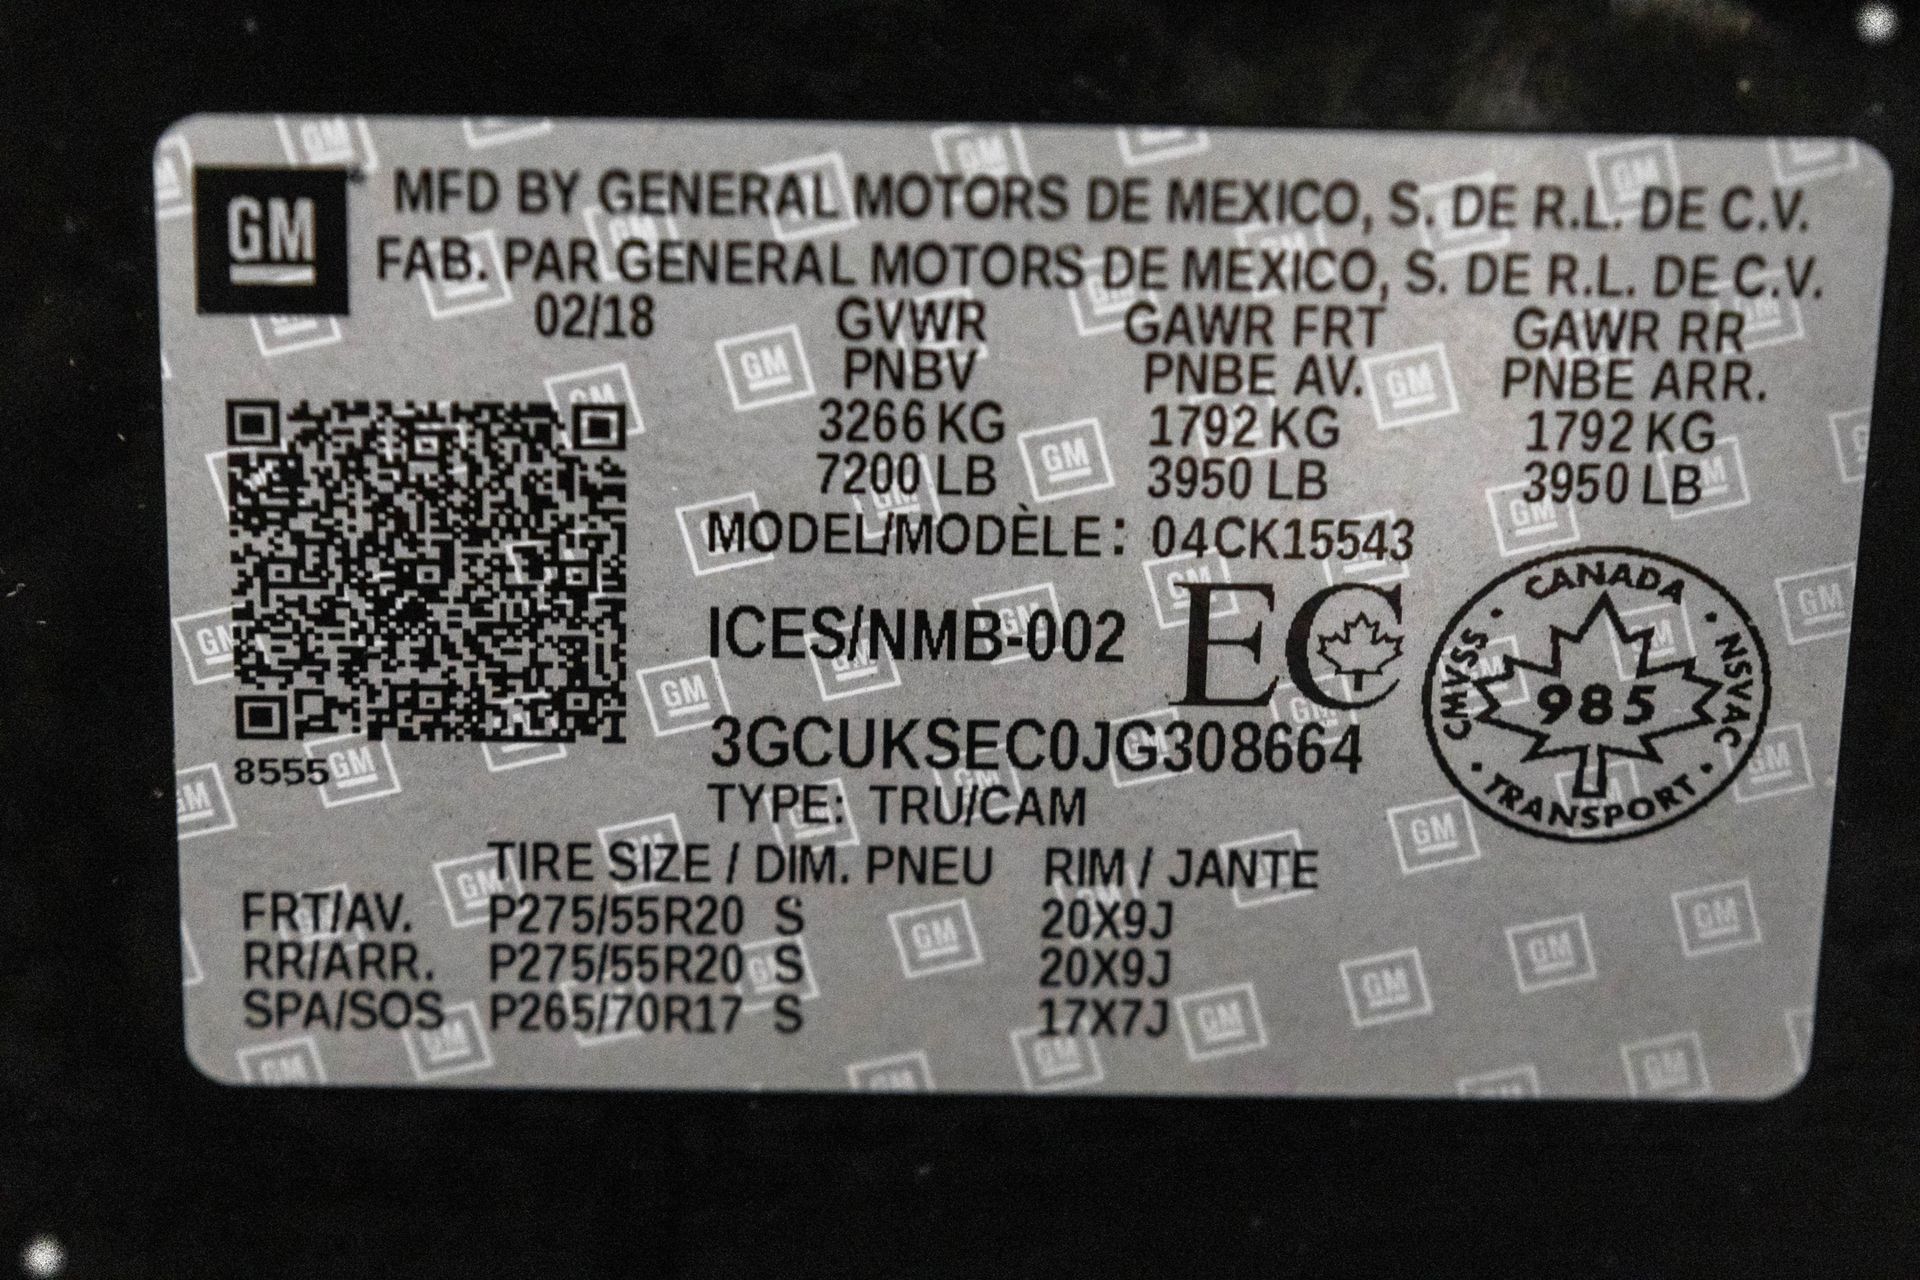 GM
MFD BY GENERAL MOTORS DE MEXICO, S. DE R.L. DE C.V.
FAB. PAR GENERAL MOTORS DE MEXICO, S. DE R.L. DE C.V.
02/18 GVWR GAWR FRT GAWR RR
PNBV PNBE AV. PNBE ARR.
3266 KG 1792 KG 1792 KG
7200 LB 3950 LB 3950 LB
MODEL/MODÈLE: 04CK15543
ICES/NMB-002 EC
CANADA
CMVSS · NSVAC
985
TRANSPORT
3GCUKSEC0JG308664
8555
TYPE: TRU/CAM
TIRE SIZE / DIM. PNEU RIM / JANTE
FRT/AV. P275/55R20 S 20X9J
RR/ARR. P275/55R20 S 20X9J
SPA/SOS P265/70R17 S 17X7J